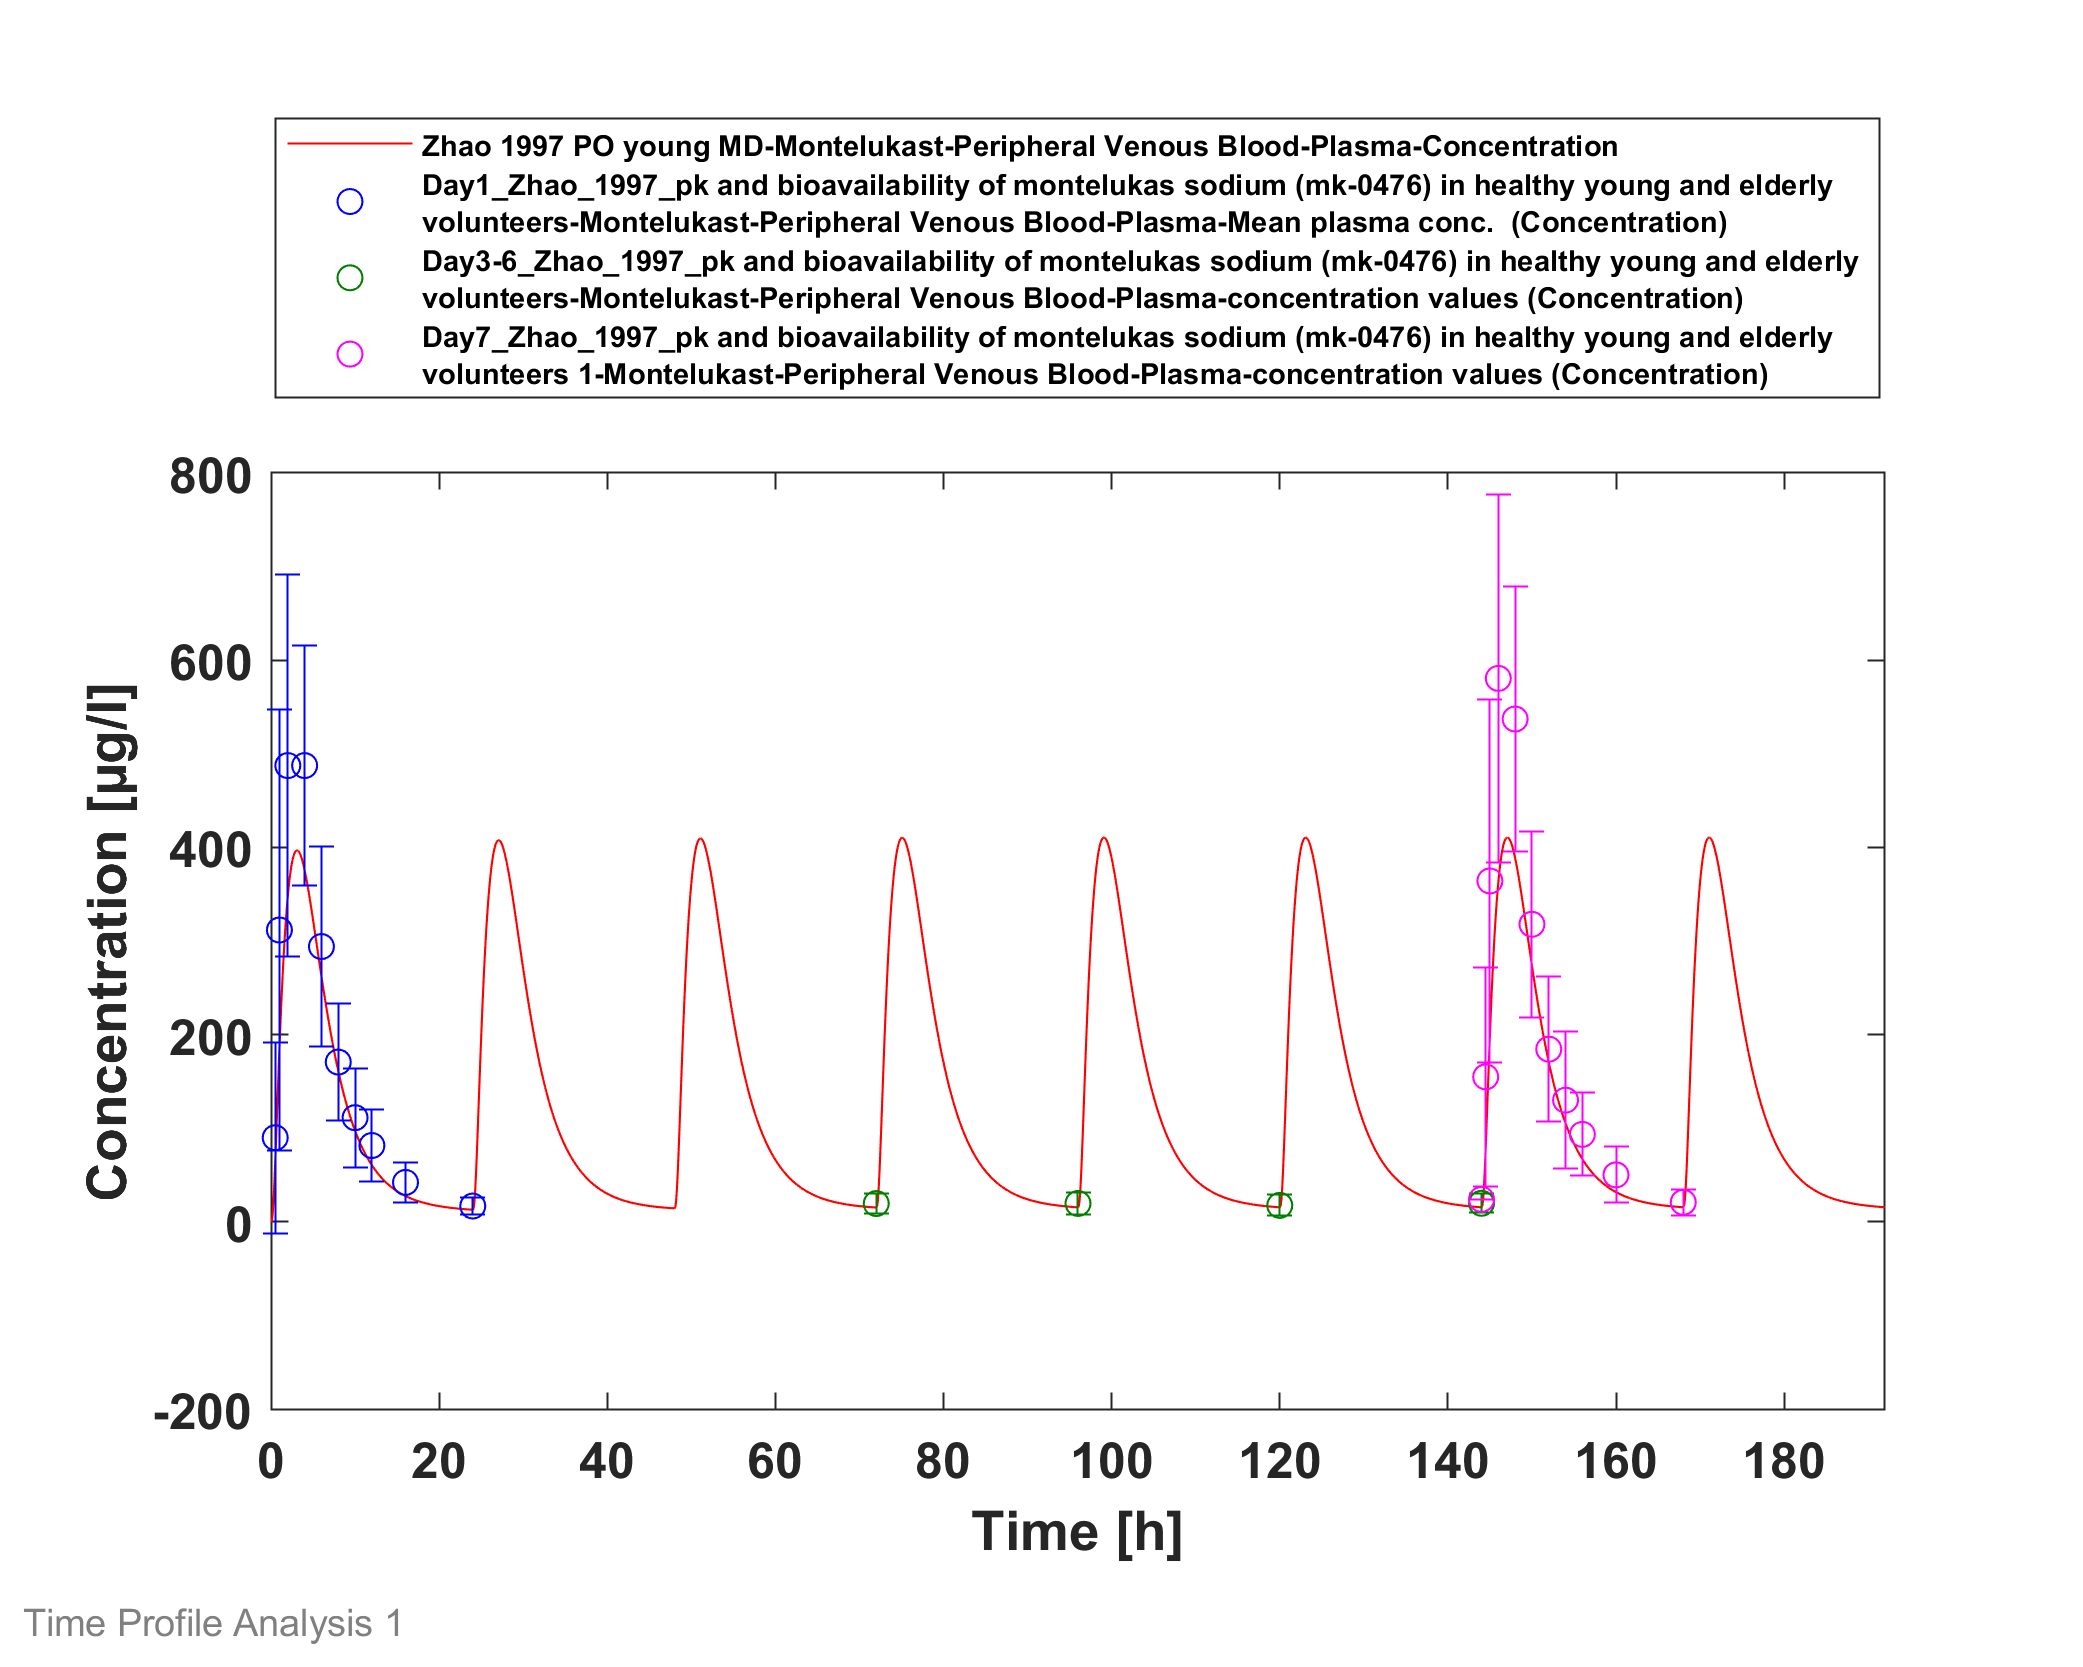 Zhao 1997 PO young MD-Montelukast-Peripheral Venous Blood-Plasma-Concentration
Day1_Zhao_1997_pk and bioavailability of montelukas sodium (mk-0476) in healthy young and elderly
volunteers-Montelukast-Peripheral Venous Blood-Plasma-Mean plasma conc.  (Concentration)
Day3-6_Zhao_1997_pk and bioavailability of montelukas sodium (mk-0476) in healthy young and elderly
volunteers-Montelukast-Peripheral Venous Blood-Plasma-concentration values (Concentration)
Day7_Zhao_1997_pk and bioavailability of montelukas sodium (mk-0476) in healthy young and elderly
volunteers 1-Montelukast-Peripheral Venous Blood-Plasma-concentration values (Concentration)
800
600
400
200
0
-200
Concentration [µg/l]
0 20 40 60 80 100 120 140 160 180
Time [h]
Time Profile Analysis 1